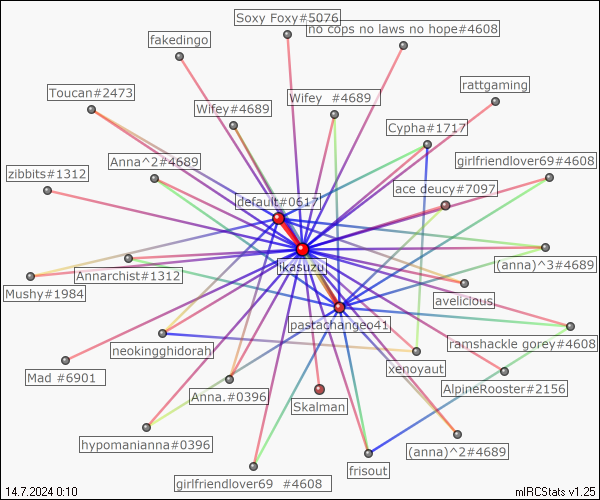 Soxy Foxy#5076
no cops no laws no hope#4608
fakedingo
rattgaming
Toucan#2473
Wifey#4689
Wifey  #4689
Cypha#1717
Anna^2#4689
girlfriendlover69#4608
zibbits#1312
ace deucy#7097
default#0617
(anna)^3#4689
ikasuzu
Annarchist#1312
Mushy#1984
avelicious
pastachangeo41
neokingghidorah
ramshackle gorey#4608
xenoyaut
Mad #6901
AlpineRooster#2156
Anna.#0396
Skalman
hypomanianna#0396
(anna)^2#4689
frisout
girlfriendlover69  #4608
14.7.2024 0:10
mIRCStats v1.25